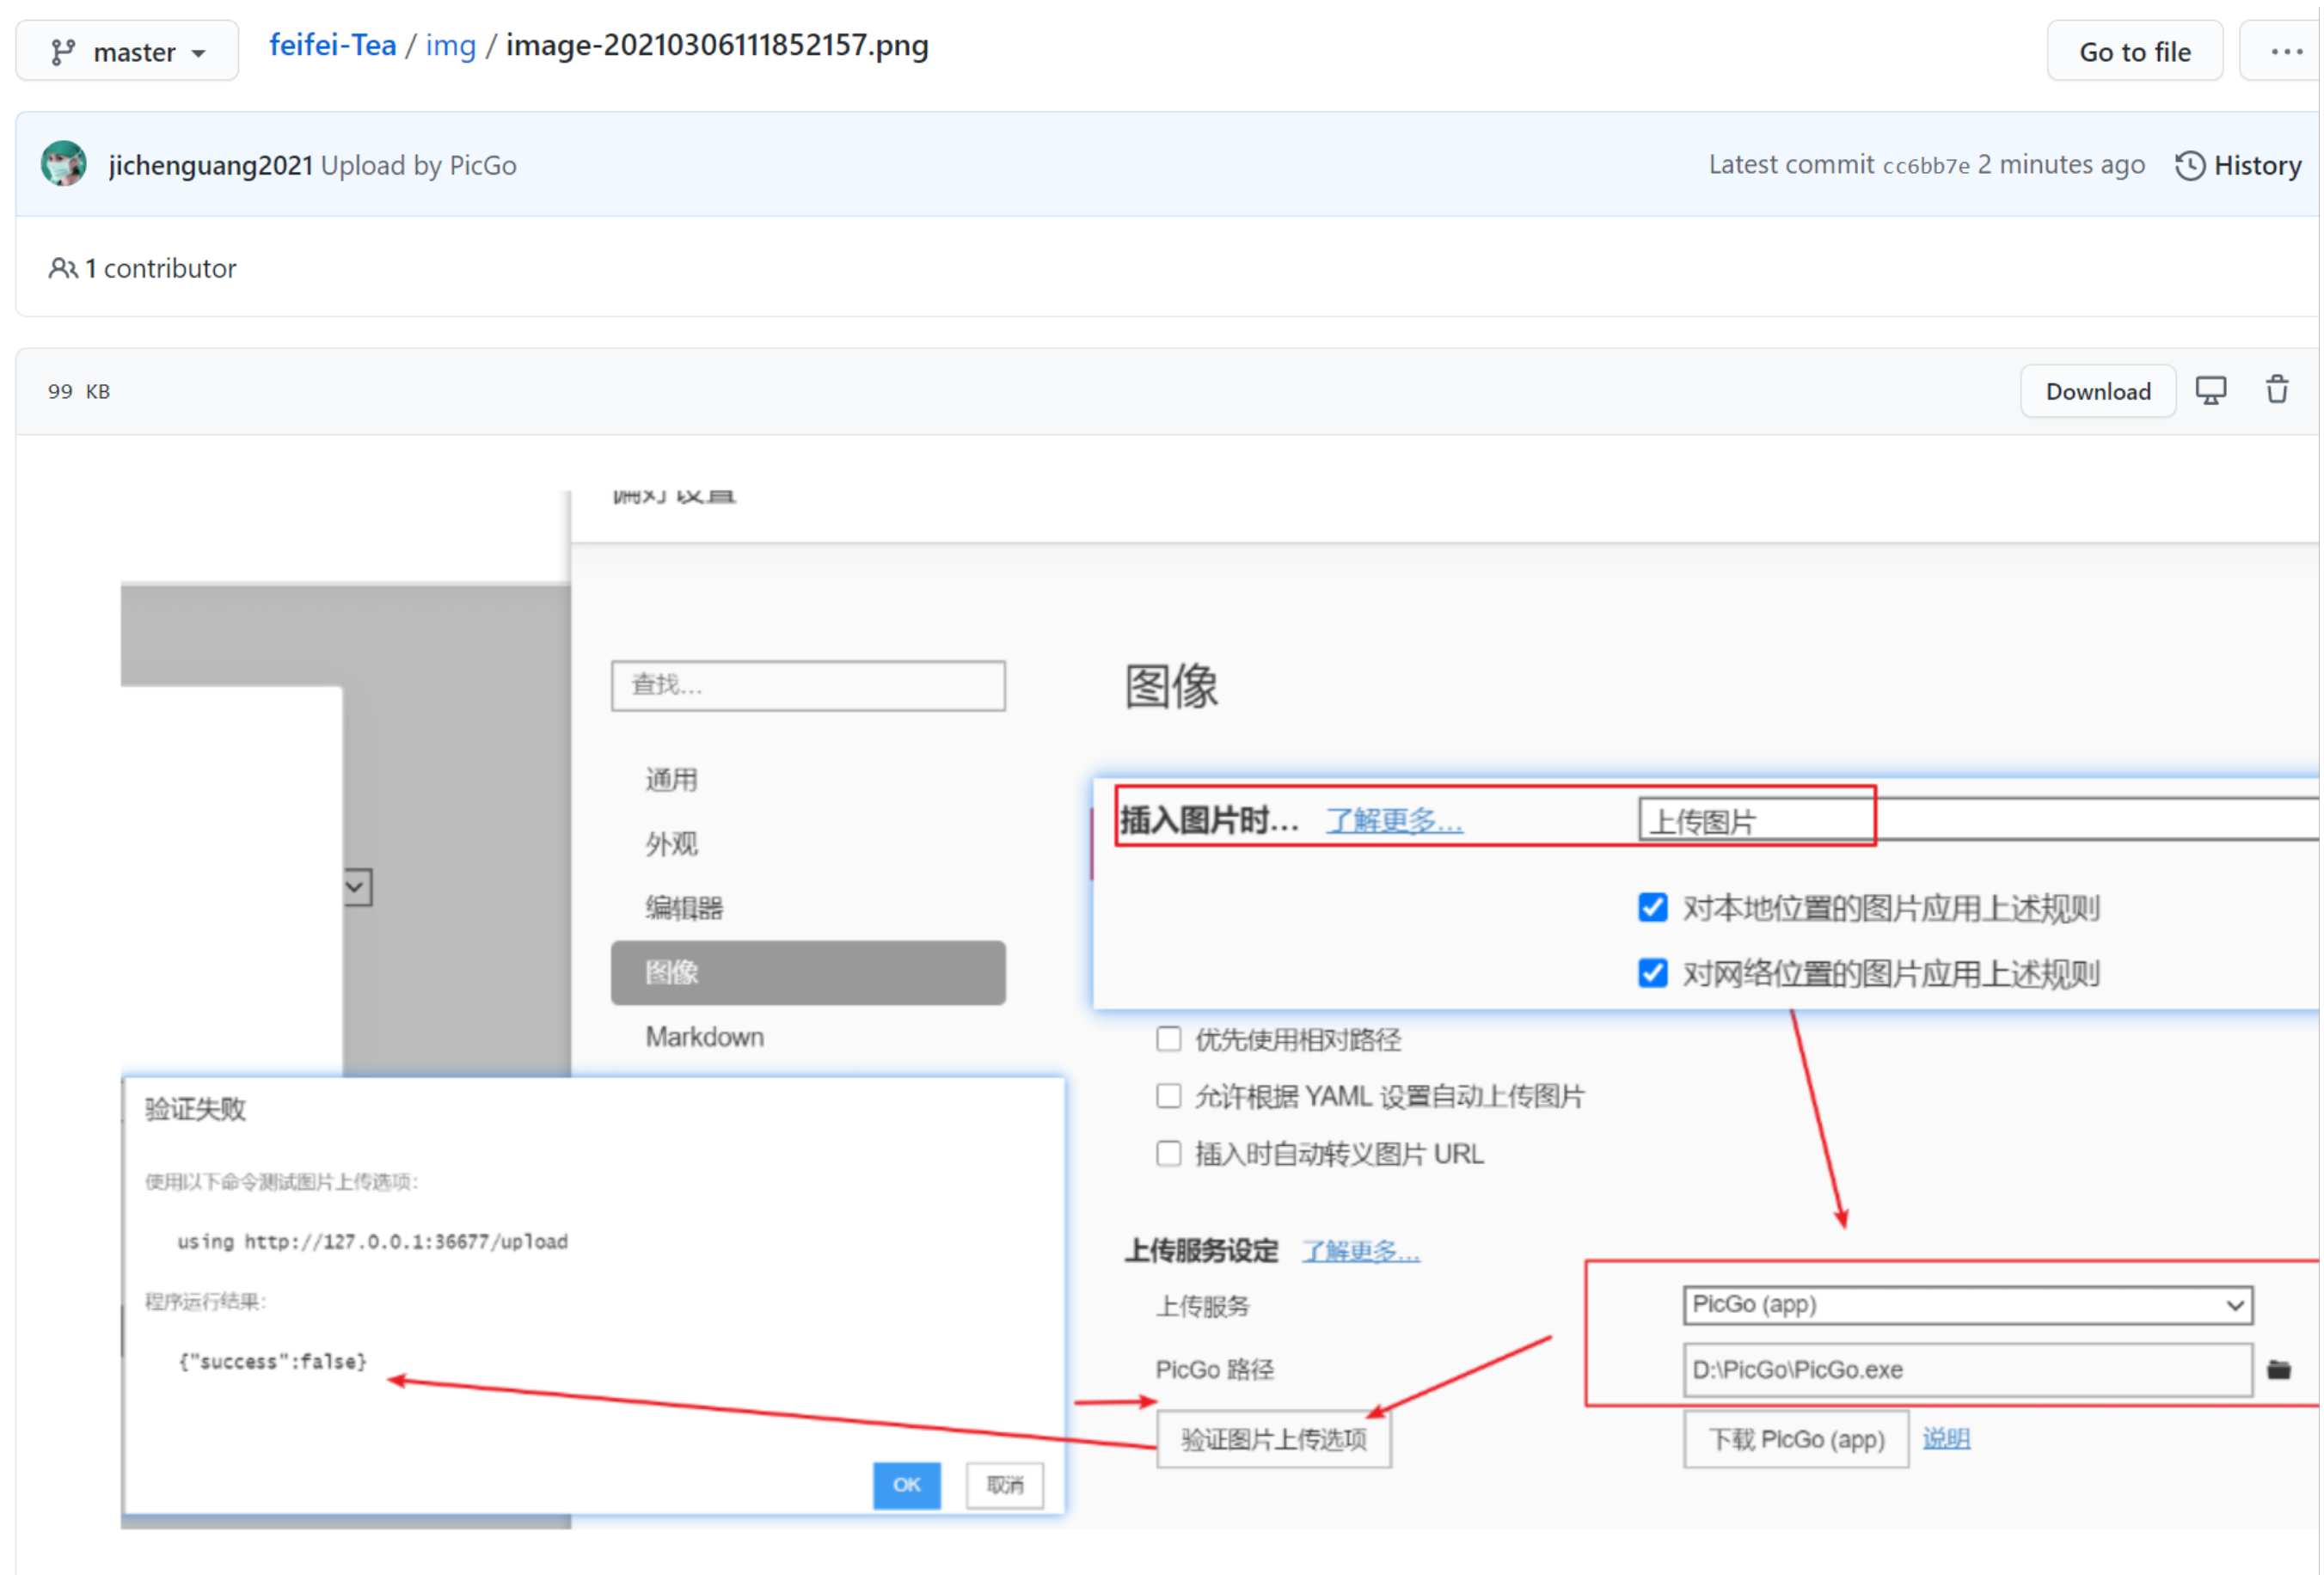 master
feifei-Tea / img / image-20210306111852157.png
Go to file
jichenguang2021 Upload by PicGo
Latest commit cc6bb7e 2 minutes ago
History
1 contributor
99 KB
Download
偏好设置
查找...
图像
通用
外观
编辑器
图像
Markdown
插入图片时... 了解更多...
上传图片
对本地位置的图片应用上述规则
对网络位置的图片应用上述规则
优先使用相对路径
允许根据 YAML 设置自动上传图片
插入时自动转义图片 URL
上传服务设定 了解更多...
上传服务
PicGo (app)
PicGo 路径
D:\PicGo\PicGo.exe
验证图片上传选项
下载 PicGo (app)
说明
验证失败
使用以下命令测试图片上传选项:
using http://127.0.0.1:36677/upload
程序运行结果:
{"success":false}
OK
取消